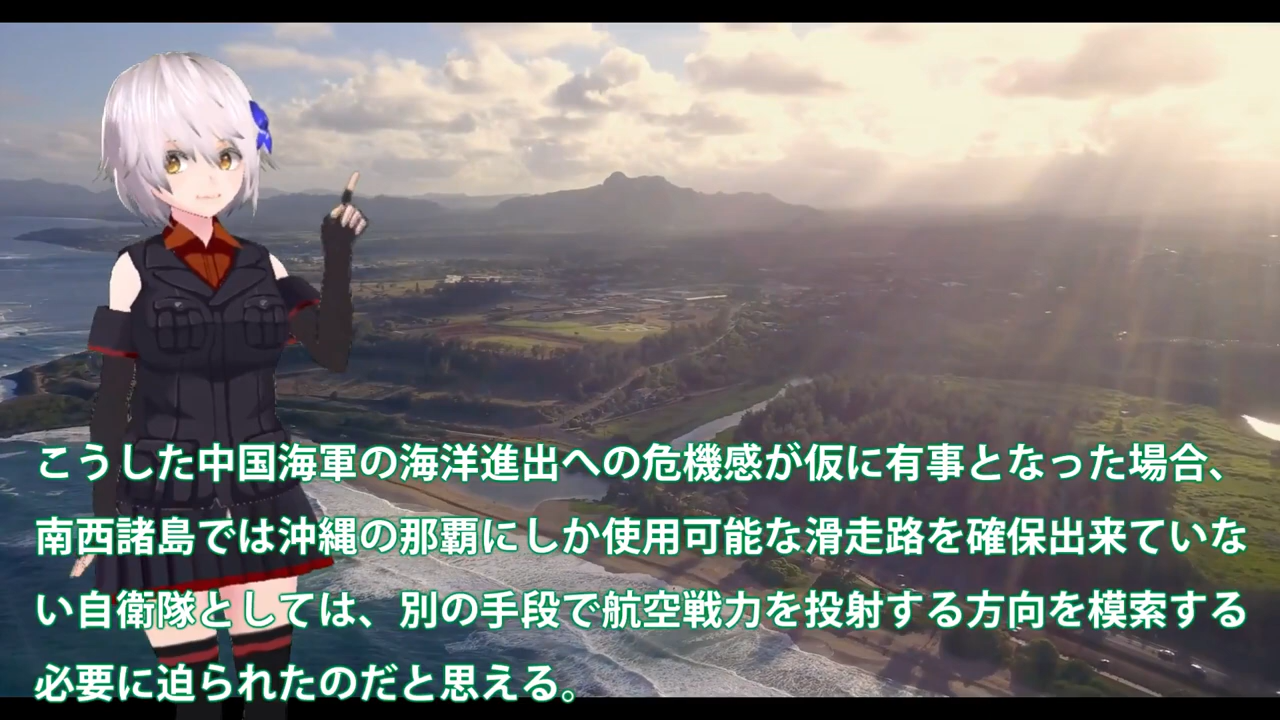 こうした中国海軍の海洋進出への危機感が仮に有事となった場合、
南西諸島では沖縄の那覇にしか使用可能な滑走路を確保出来ていな
い自衛隊としては、別の手段で航空戦力を投射する方向を模索する
必要に迫られたのだと思える。